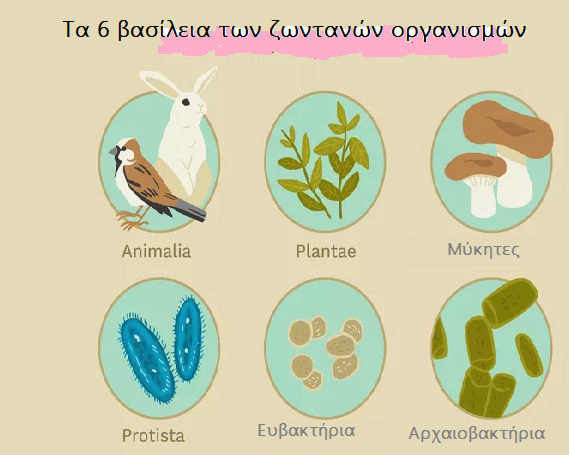 Τα 6 βασίλεια των ζωντανών οργανισμών
Animalia
Plantae
Μύκητες
Protista
Ευβακτήρια
Αρχαιοβακτήρια